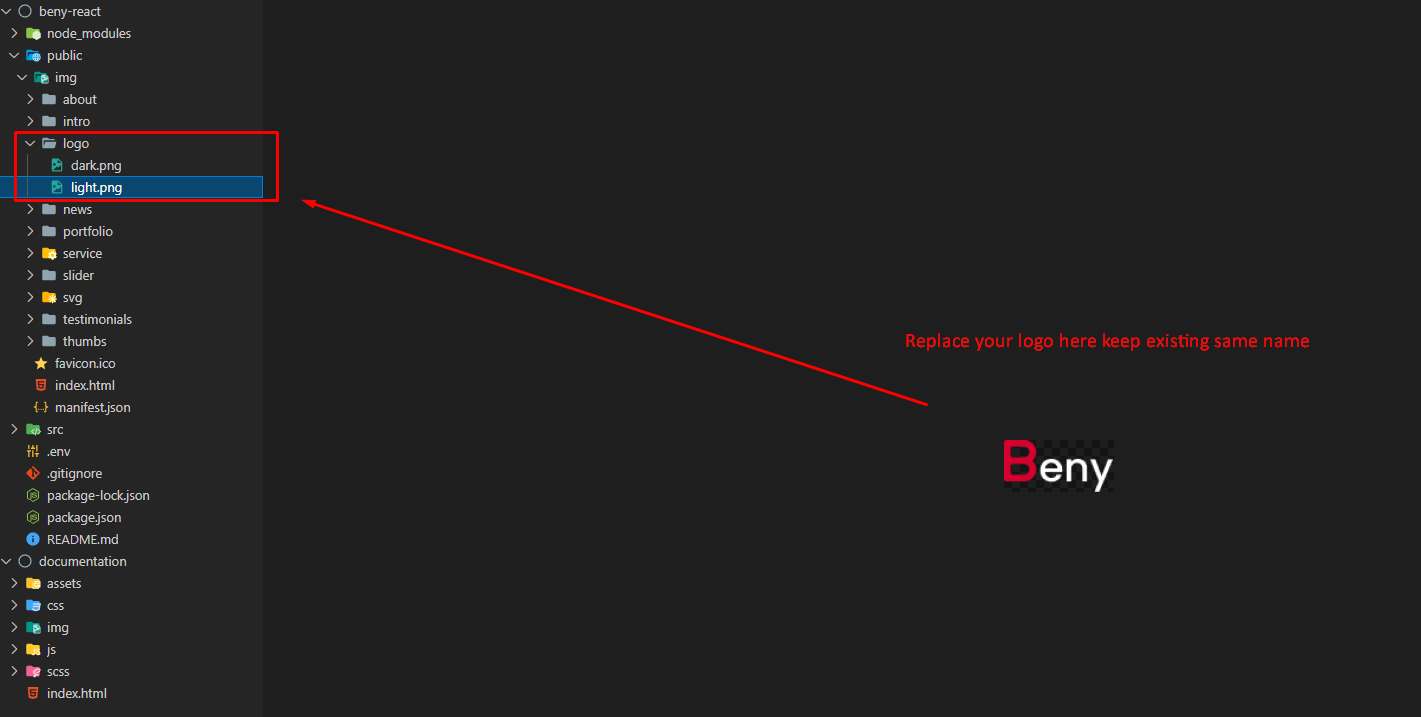 beny-react
node_modules
public
img
about
intro
logo
dark.png
light.png
news
portfolio
service
slider
svg
testimonials
thumbs
favicon.ico
index.html
manifest.json
src
.env
.gitignore
package-lock.json
package.json
README.md
documentation
assets
css
img
js
scss
index.html
Replace your logo here keep existing same name
Beny